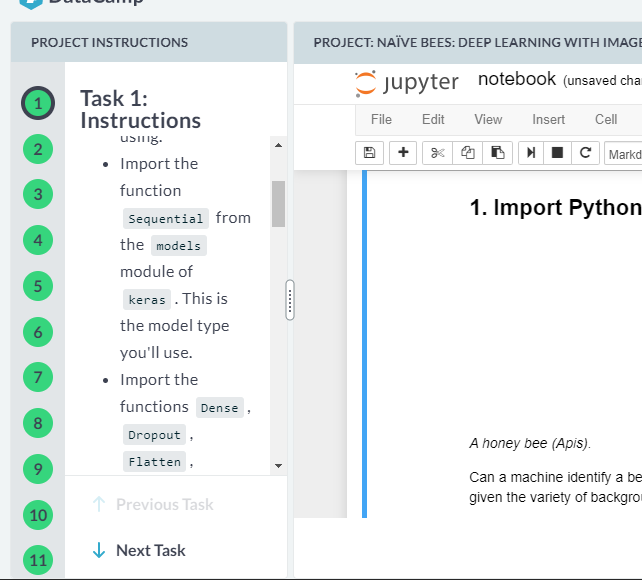 DataCamp
PROJECT INSTRUCTIONS
1
2
3
4
5
6
7
8
9
10
11
Task 1:
Instructions
using.
Import the
function
Sequential from
the models
module of
keras . This is
the model type
you'll use.
Import the
functions Dense ,
Dropout ,
Flatten ,
Previous Task
Next Task
PROJECT: NAÏVE BEES: DEEP LEARNING WITH IMAGE
jupyter notebook (unsaved cha
File Edit View Insert Cell
Markd
1. Import Python
A honey bee (Apis).
Can a machine identify a be
given the variety of backgrou